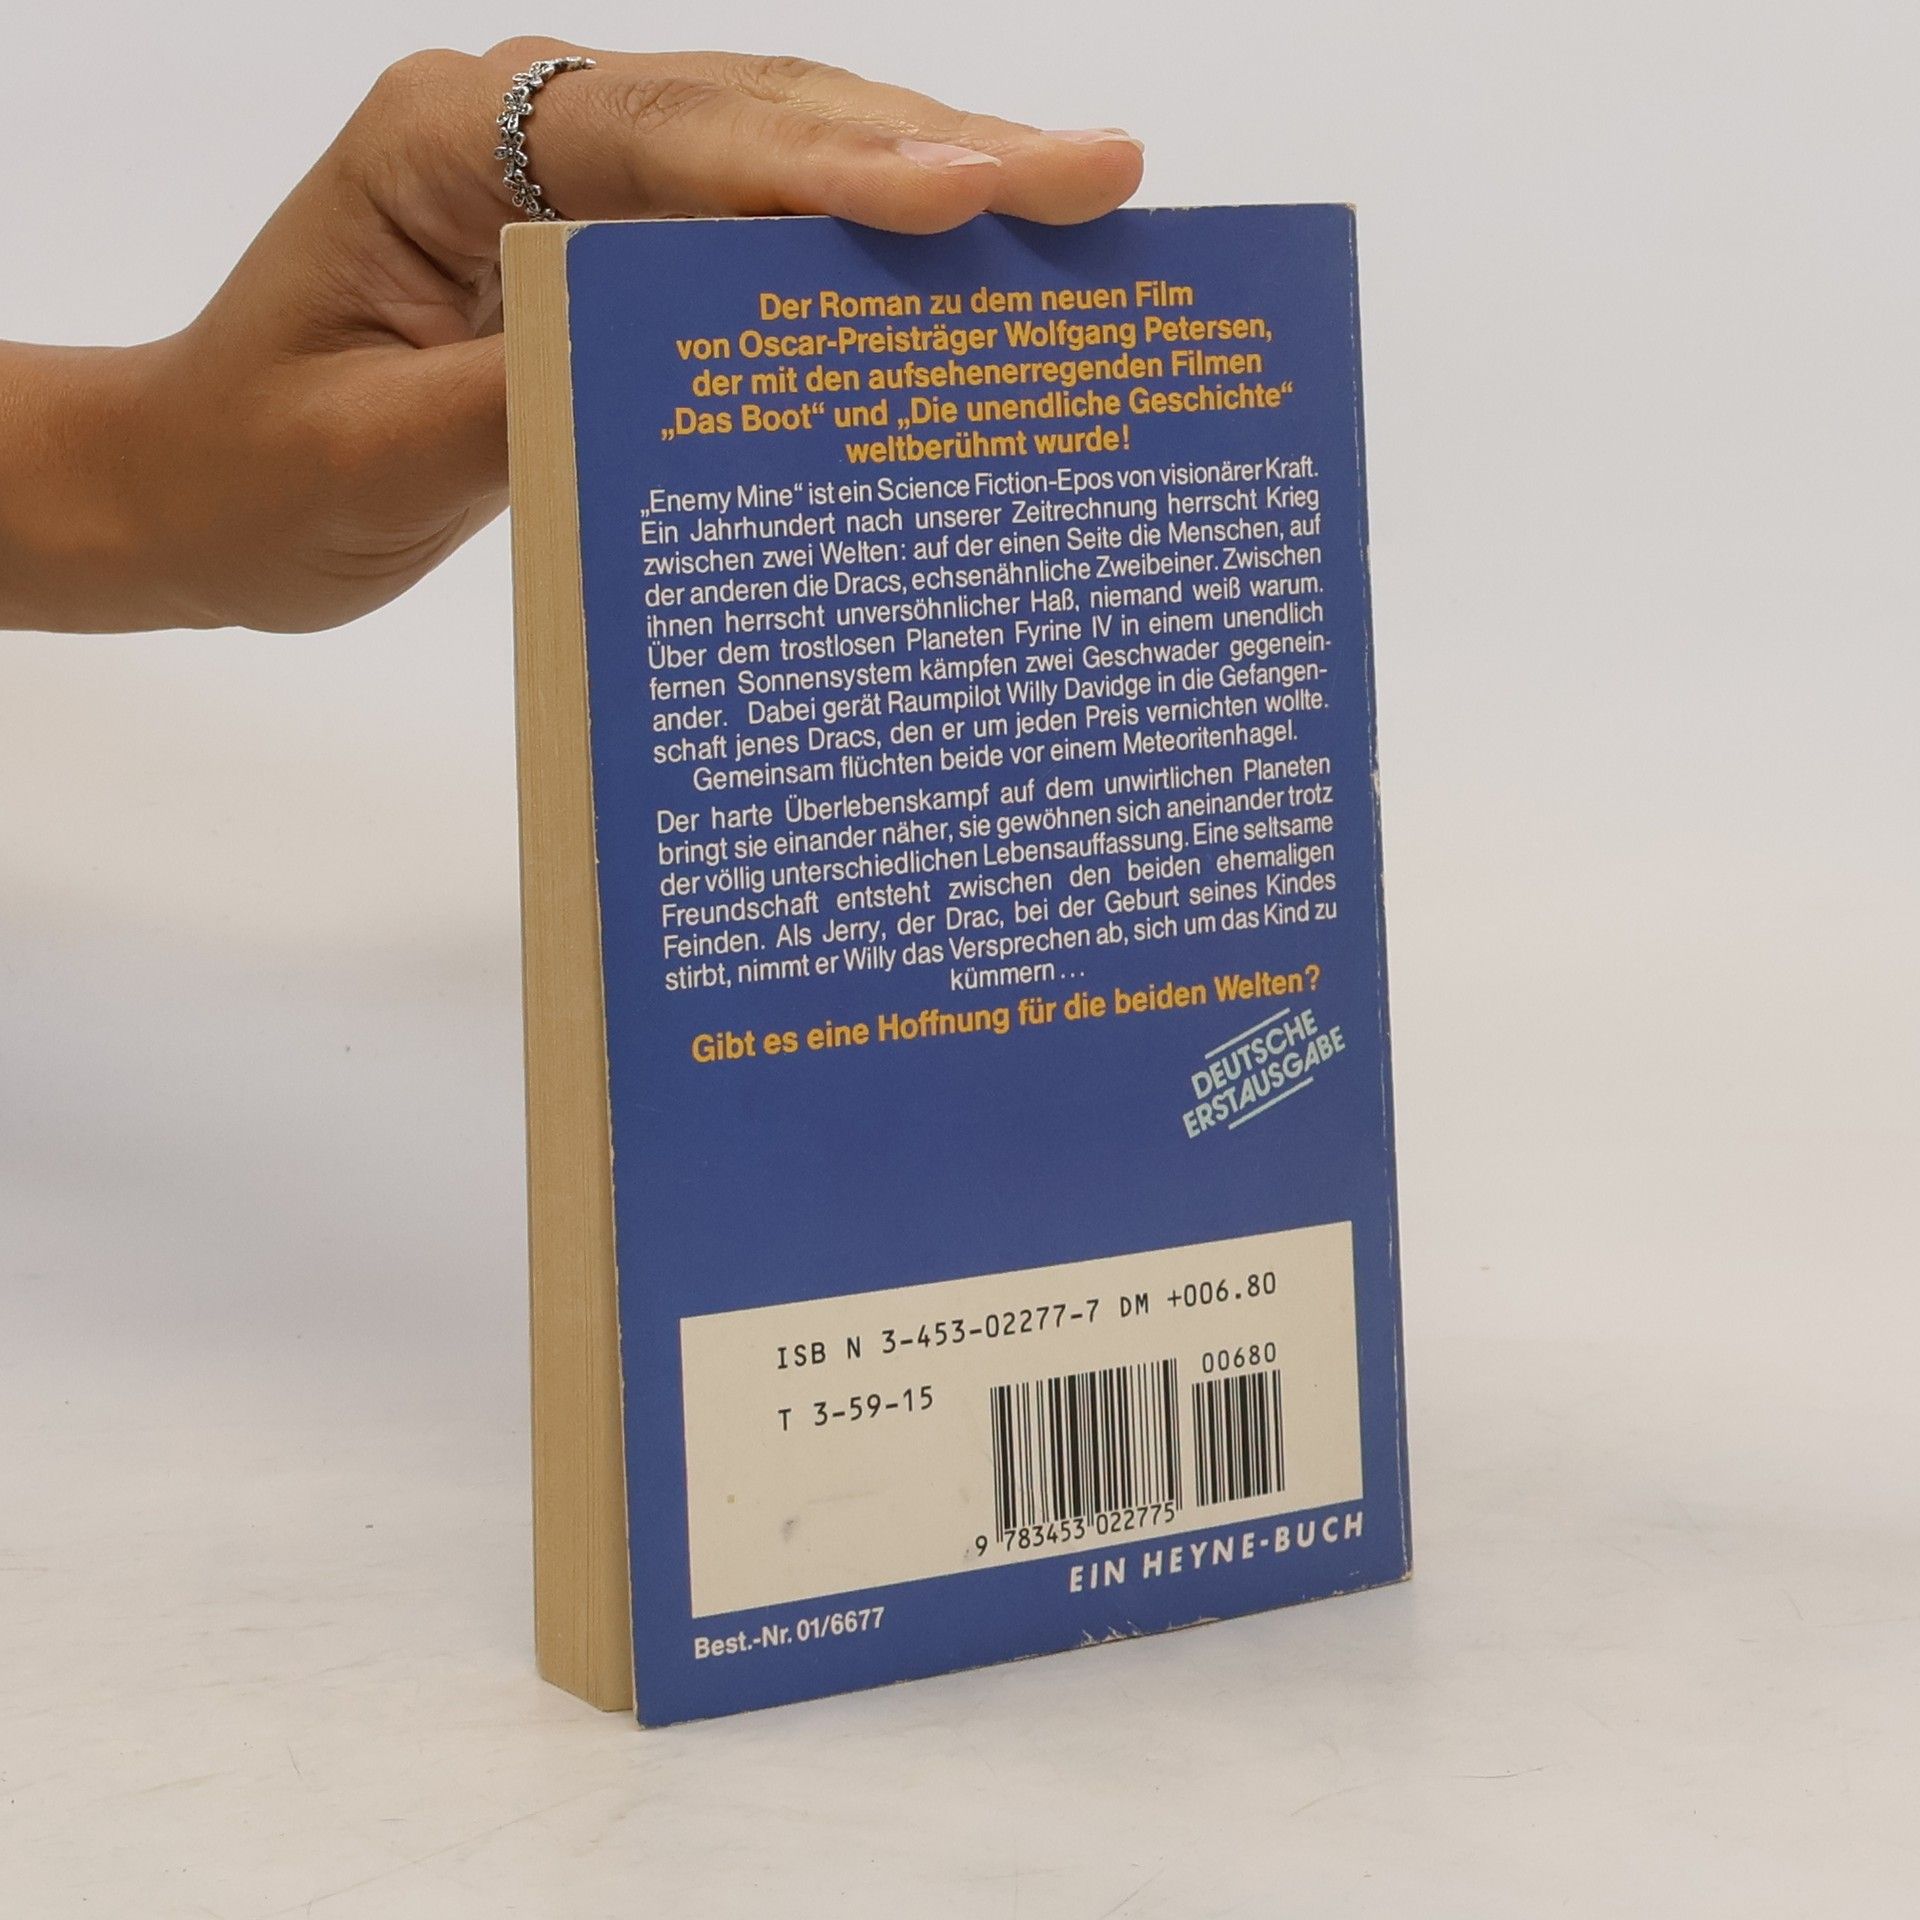 Der Roman zu dem neuen Film
von Oscar-Preisträger Wolfgang Petersen,
der mit den aufsehenerregenden Filmen
„Das Boot“ und „Die unendliche Geschichte“
weltberühmt wurde!
„Enemy Mine“ ist ein Science Fiction-Epos von visionärer Kraft.
Ein Jahrhundert nach unserer Zeitrechnung herrscht Krieg
zwischen zwei Welten: auf der einen Seite die Menschen, auf
der anderen die Dracs, echsenähnliche Zweibeiner. Zwischen
ihnen herrscht unversöhnlicher Haß, niemand weiß warum.
Über dem trostlosen Planeten Fyrine IV in einem unendlich
fernen Sonnensystem kämpfen zwei Geschwader gegenein-
ander. Dabei gerät Raumpilot Willy Davidge in die Gefangen-
schaft jenes Dracs, den er um jeden Preis vernichten wollte.
Gemeinsam flüchten beide vor einem Meteoritenhagel.
Der harte Überlebenskampf auf dem unwirtlichen Planeten
bringt sie einander näher, sie gewöhnen sich aneinander trotz
der völlig unterschiedlichen Lebensauffassung. Eine seltsame
Freundschaft entsteht zwischen den beiden ehemaligen
Feinden. Als Jerry, der Drac, bei der Geburt seines Kindes
stirbt, nimmt er Willy das Versprechen ab, sich um das Kind zu
kümmern...
Gibt es eine Hoffnung für die beiden Welten?
DEUTSCHE
ERSTAUSGABE
ISB N 3-453-02277-7 DM +006.80
00680
T 3-59-15
9 783453 022775
EIN HEYNE-BUCH
Best.-Nr. 01/6677